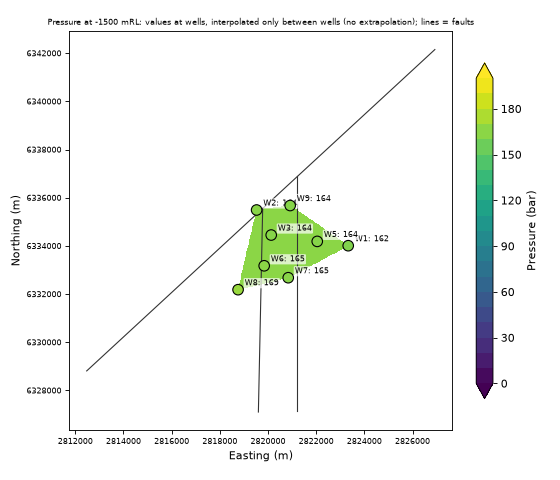 Pressure at -1500 mRL: values at wells, interpolated only between wells (no extrapolation); lines = faults
6342000
6340000
6338000
6336000
6334000
6332000
6330000
6328000
Northing (m)
W2:
W9: 164
W3: 164
W5: 164
W1: 162
W6: 165
W7: 165
W8: 169
2812000 2814000 2816000 2818000 2820000 2822000 2824000 2826000
Easting (m)
180
150
120
90
60
30
0
Pressure (bar)